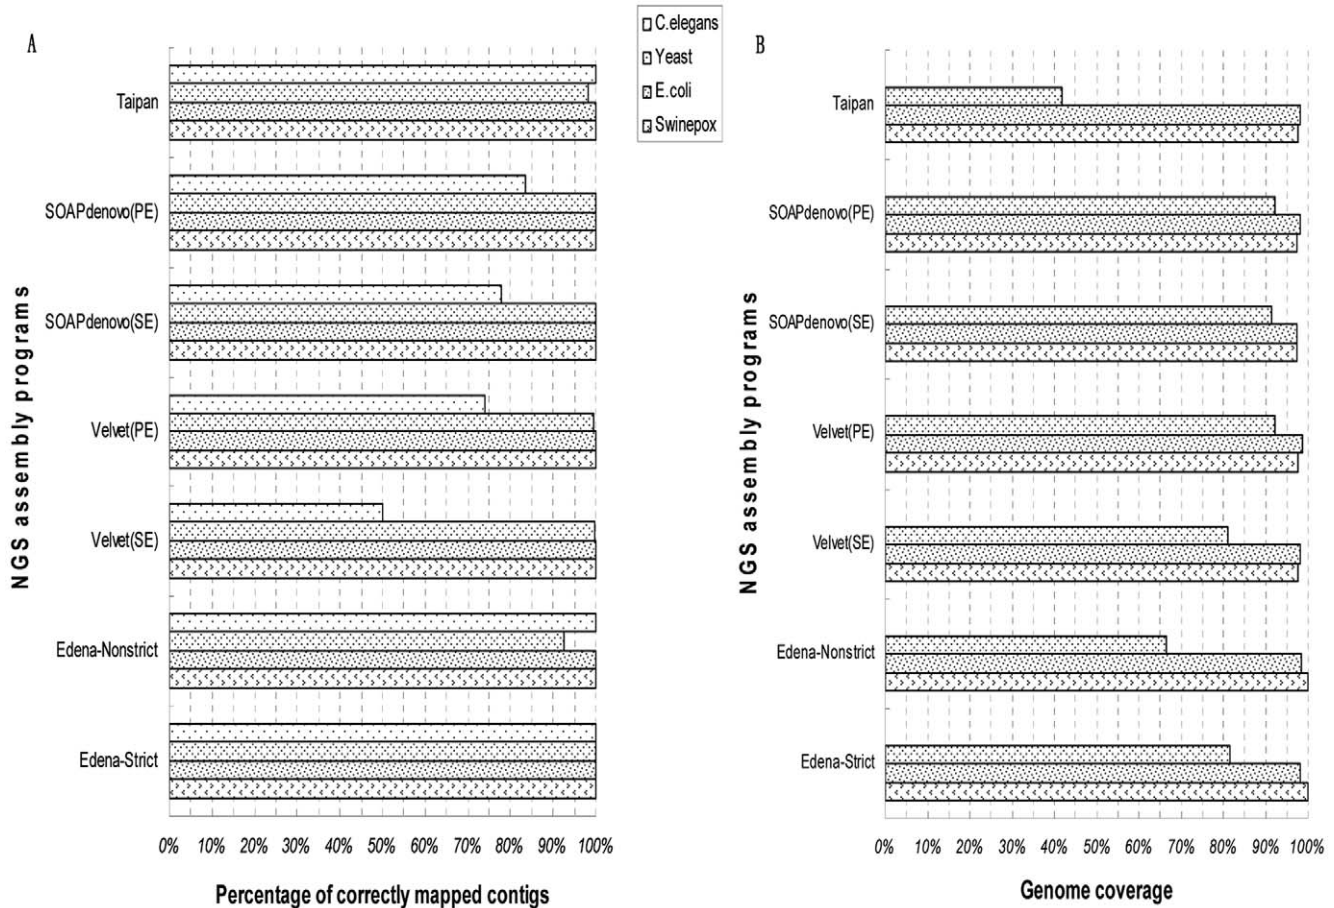 A
C.elegans
Yeast
E.coli
Swinepox
B
Taipan
SOAPdenovo(PE)
SOAPdenovo(SE)
Velvet(PE)
Velvet(SE)
Edena-Nonstrict
Edena-Strict
NGS assembly programs
0% 10% 20% 30% 40% 50% 60% 70% 80% 90% 100%
Percentage of correctly mapped contigs
Taipan
SOAPdenovo(PE)
SOAPdenovo(SE)
Velvet(PE)
Velvet(SE)
Edena-Nonstrict
Edena-Strict
NGS assembly programs
0% 10% 20% 30% 40% 50% 60% 70% 80% 90% 100%
Genome coverage